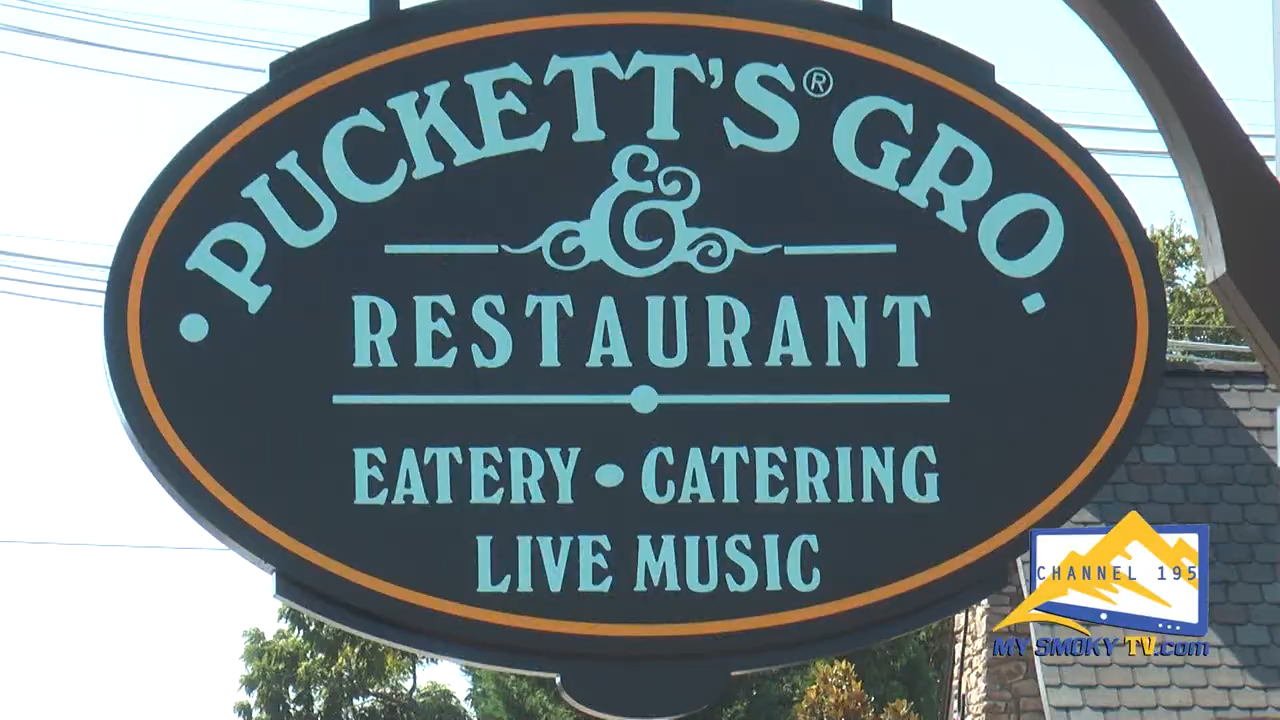 PUCKETT'S® GRO.
&
RESTAURANT
EATERY • CATERING
LIVE MUSIC
CHANNEL 195
MY SMOKY TV.com